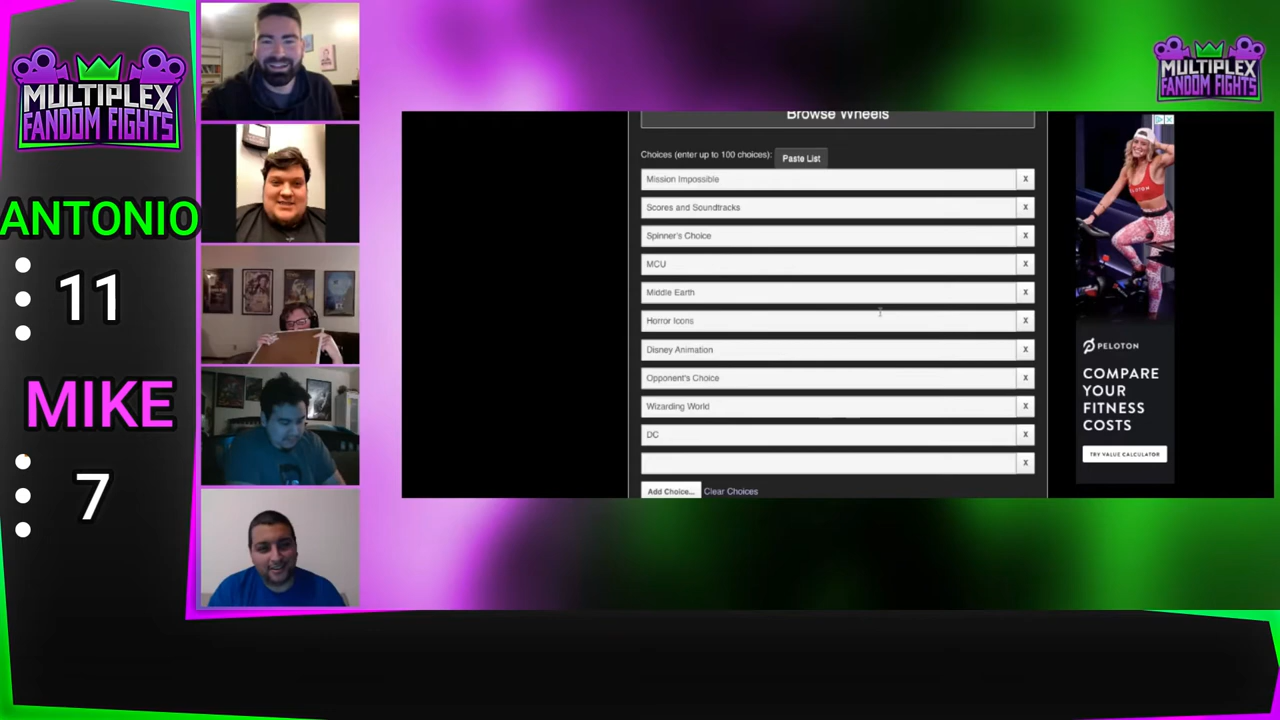 MULTIPLEX
FANDOM FIGHTS
ANTONIO
11
MIKE
7
MULTIPLEX
FANDOM FIGHTS
Browse Wheels
Choices (enter up to 100 choices):
Paste List
Mission Impossible
X
Scores and Soundtracks
X
Spinner's Choice
X
MCU
X
Middle Earth
X
Horror Icons
X
Disney Animation
X
Opponent's Choice
X
Wizarding World
X
DC
X
X
Add Choice...
Clear Choices
PELOTON
PELOTON
COMPARE
YOUR
FITNESS
COSTS
TRY VALUE CALCULATOR